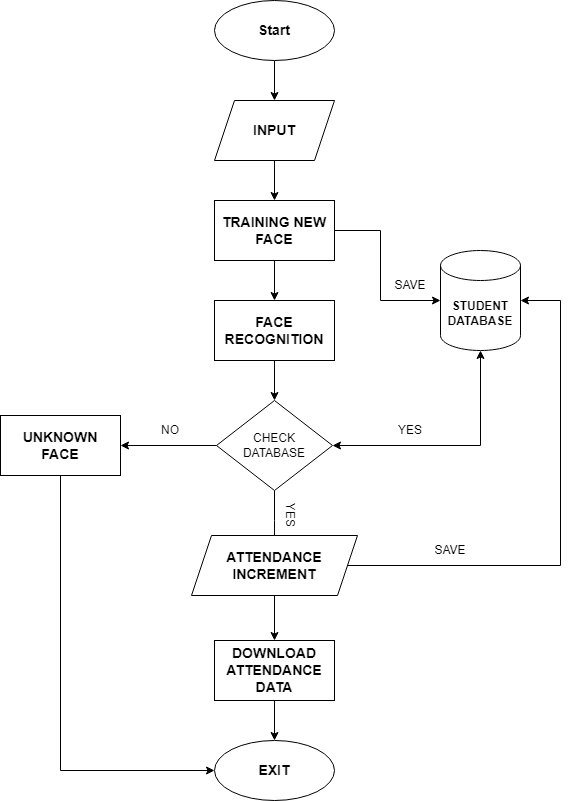 Start
INPUT
TRAINING NEW
FACE
SAVE
STUDENT
DATABASE
FACE
RECOGNITION
NO
CHECK
DATABASE
YES
UNKNOWN
FACE
YES
ATTENDANCE
INCREMENT
SAVE
DOWNLOAD
ATTENDANCE
DATA
EXIT